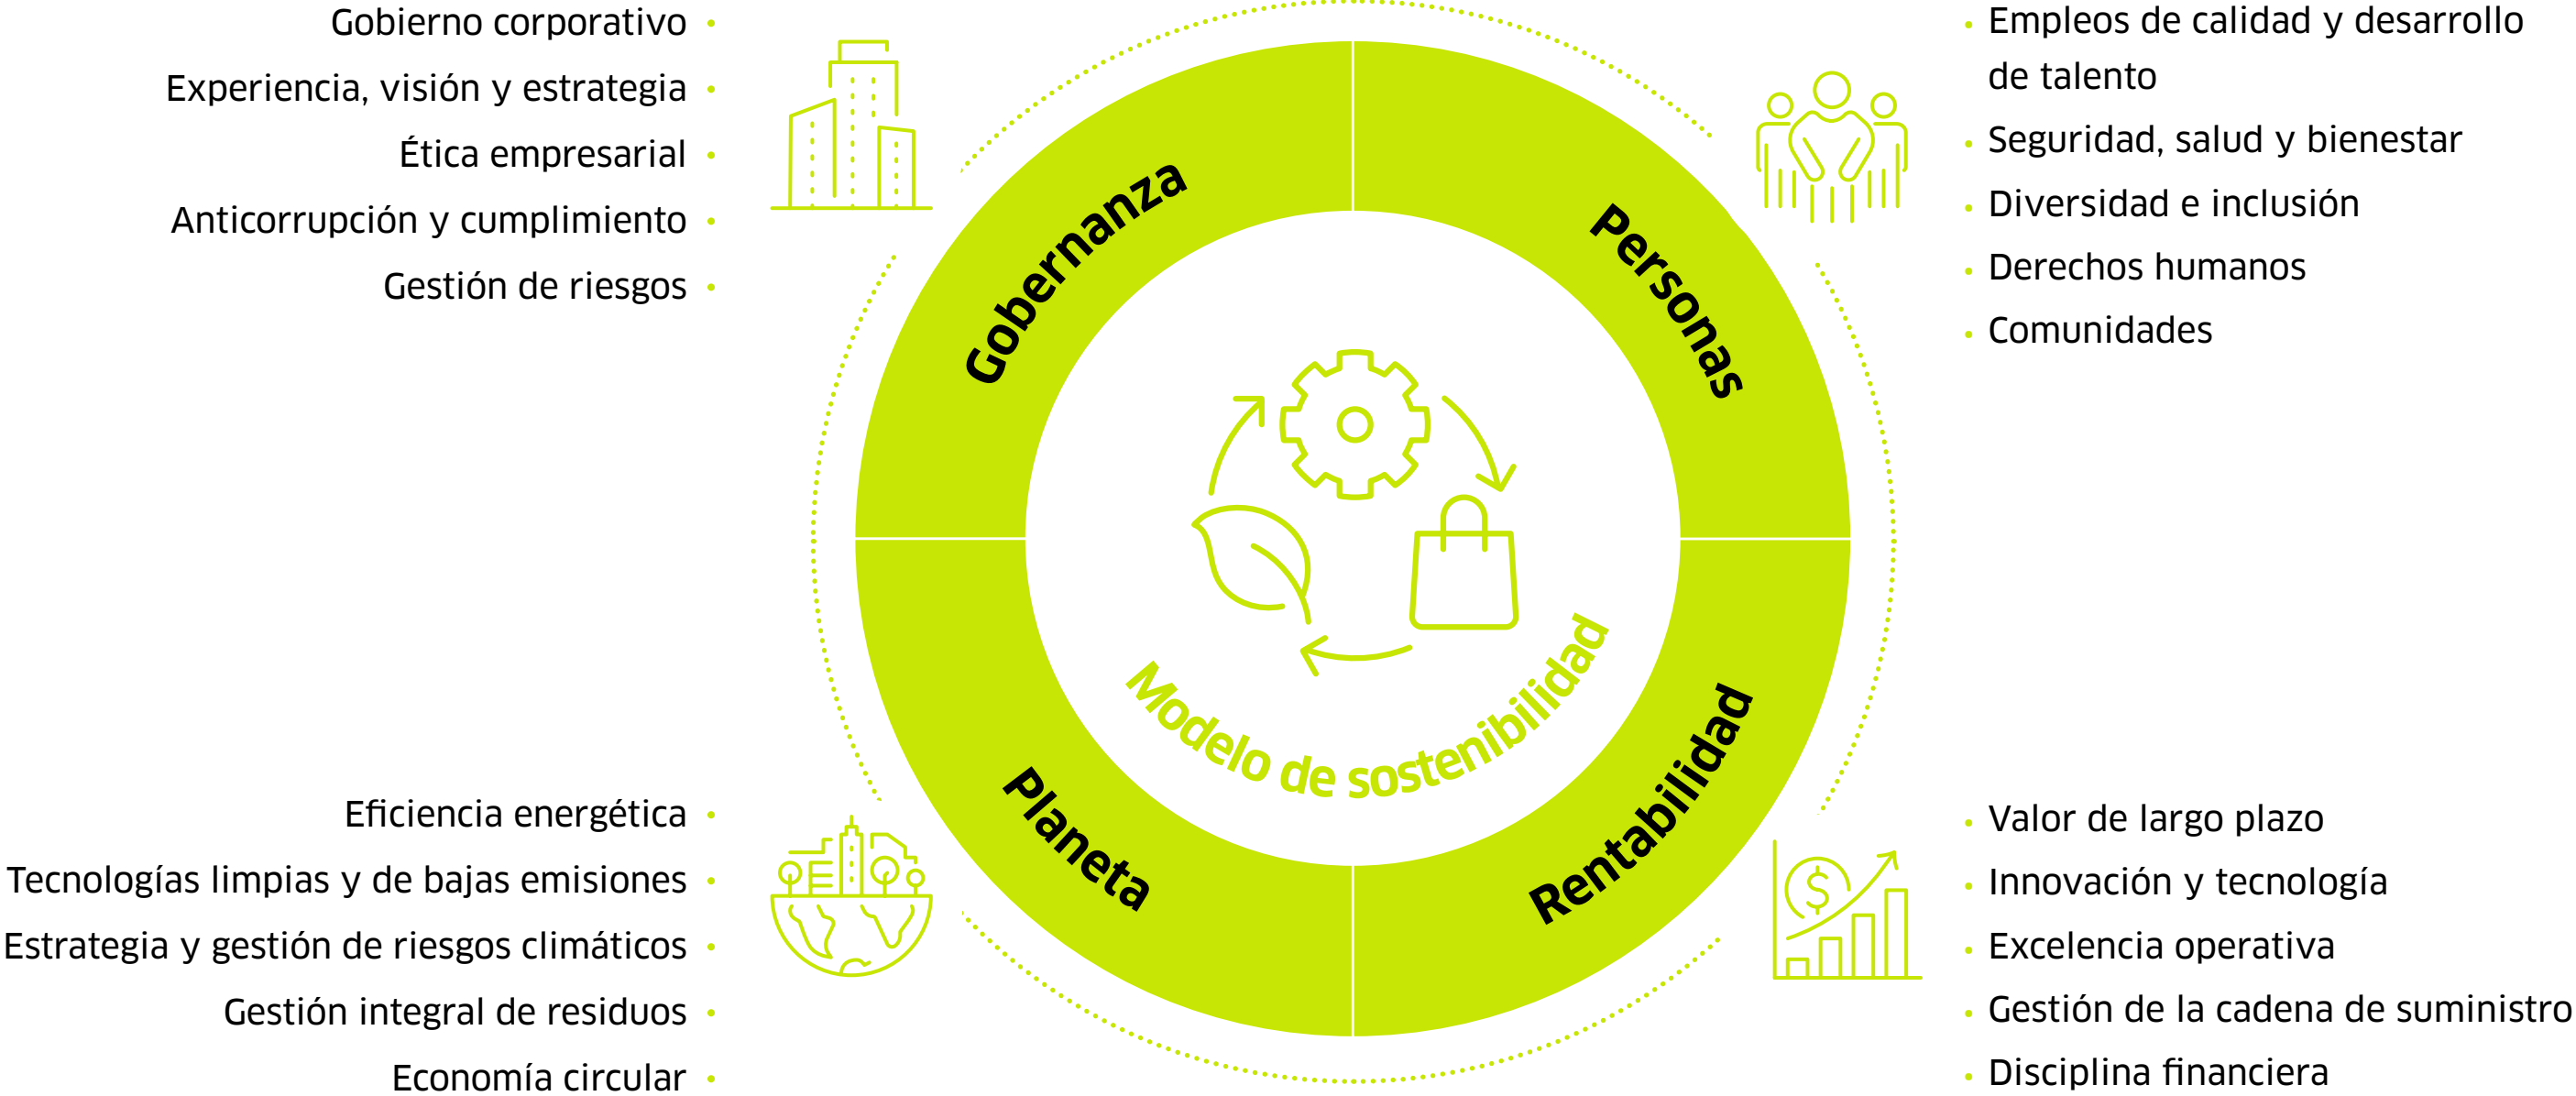 Gobierno corporativo
Experiencia, visión y estrategia
Ética empresarial
Anticorrupción y cumplimiento
Gestión de riesgos
Gobernanza
Personas
Empleos de calidad y desarrollo
de talento
Seguridad, salud y bienestar
Diversidad e inclusión
Derechos humanos
Comunidades
Modelo de sostenibilidad
Eficiencia energética
Tecnologías limpias y de bajas emisiones
Estrategia y gestión de riesgos climáticos
Gestión integral de residuos
Economía circular
Planeta
Rentabilidad
$
Valor de largo plazo
Innovación y tecnología
Excelencia operativa
Gestión de la cadena de suministro
Disciplina financiera